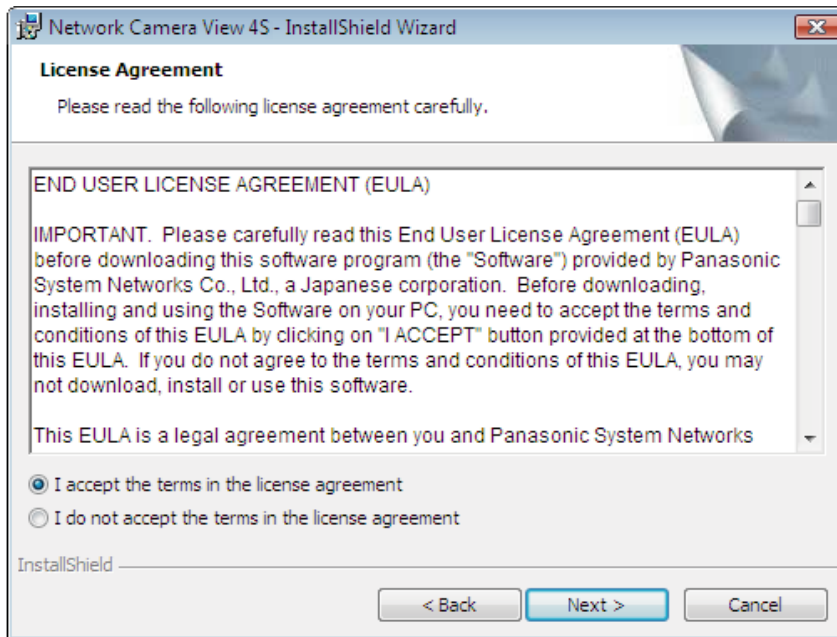 Network Camera View 4S - InstallShield Wizard
License Agreement
Please read the following license agreement carefully.
END USER LICENSE AGREEMENT (EULA)
IMPORTANT.  Please carefully read this End User License Agreement (EULA)
before downloading this software program (the "Software") provided by Panasonic
System Networks Co., Ltd., a Japanese corporation.  Before downloading,
installing and using the Software on your PC, you need to accept the terms and
conditions of this EULA by clicking on "I ACCEPT" button provided at the bottom of
this EULA.  If you do not agree to the terms and conditions of this EULA, you may
not download, install or use this software.
This EULA is a legal agreement between you and Panasonic System Networks
I accept the terms in the license agreement
I do not accept the terms in the license agreement
InstallShield
< Back
Next >
Cancel